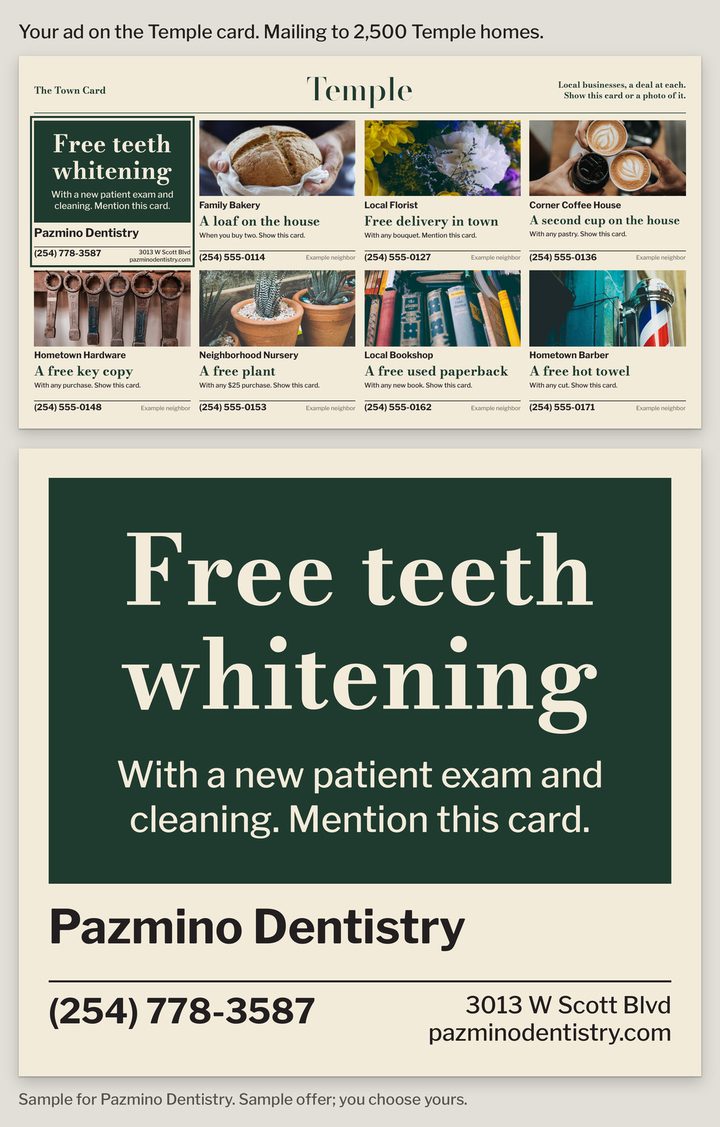 Your ad on the Temple card. Mailing to 2,500 Temple homes.
The Town Card
Temple
Local businesses, a deal at each.
Show this card or a photo of it.
Free teeth
whitening
With a new patient exam and
cleaning. Mention this card.
Pazmino Dentistry
(254) 778-3587
3013 W Scott Blvd
pazminodentistry.com
Family Bakery
A loaf on the house
When you buy two. Show this card.
(254) 555-0114
Example neighbor
Local Florist
Free delivery in town
With any bouquet. Mention this card.
(254) 555-0127
Example neighbor
Corner Coffee House
A second cup on the house
With any pastry. Show this card.
(254) 555-0136
Example neighbor
Hometown Hardware
A free key copy
With any purchase. Show this card.
(254) 555-0148
Example neighbor
Neighborhood Nursery
A free plant
With any $25 purchase. Show this card.
(254) 555-0153
Example neighbor
Local Bookshop
A free used paperback
With any new book. Show this card.
(254) 555-0162
Example neighbor
Hometown Barber
A free hot towel
With any cut. Show this card.
(254) 555-0171
Example neighbor
Free teeth
whitening
With a new patient exam and
cleaning. Mention this card.
Pazmino Dentistry
(254) 778-3587
3013 W Scott Blvd
pazminodentistry.com
Sample for Pazmino Dentistry. Sample offer; you choose yours.